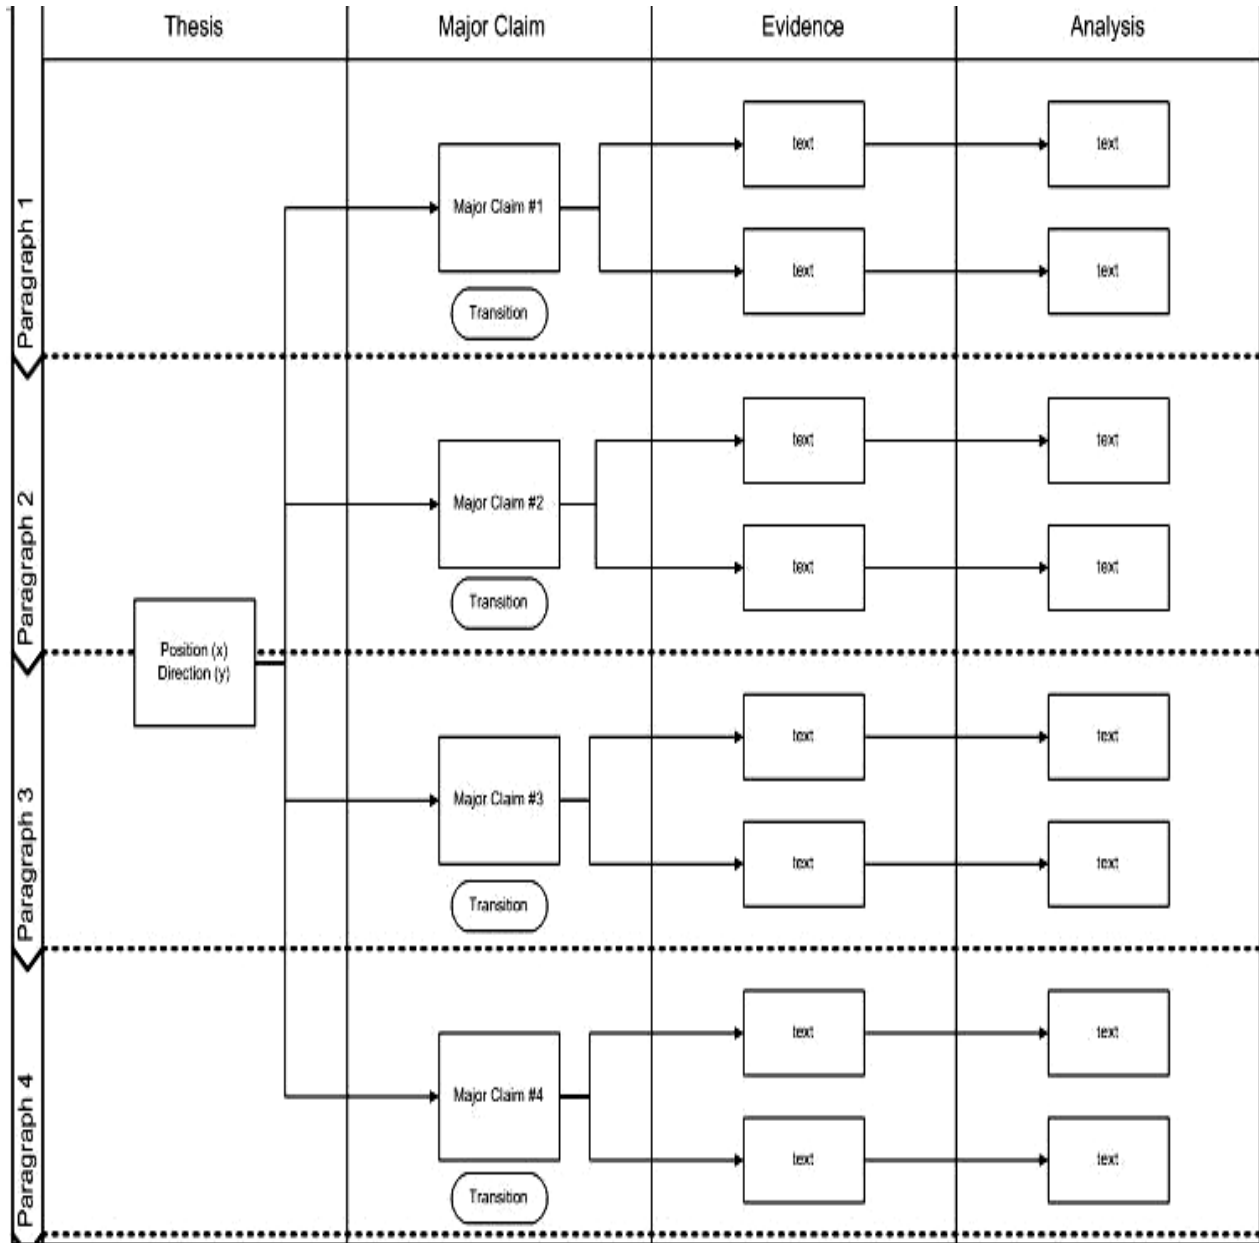 Thesis
Major Claim
Evidence
Analysis
Paragraph 1
Major Claim #1
Transition
text
text
text
text
Paragraph 2
Major Claim #2
Transition
text
text
text
text
Position (x)
Direction (y)
Paragraph 3
Major Claim #3
Transition
text
text
text
text
Paragraph 4
Major Claim #4
Transition
text
text
text
text